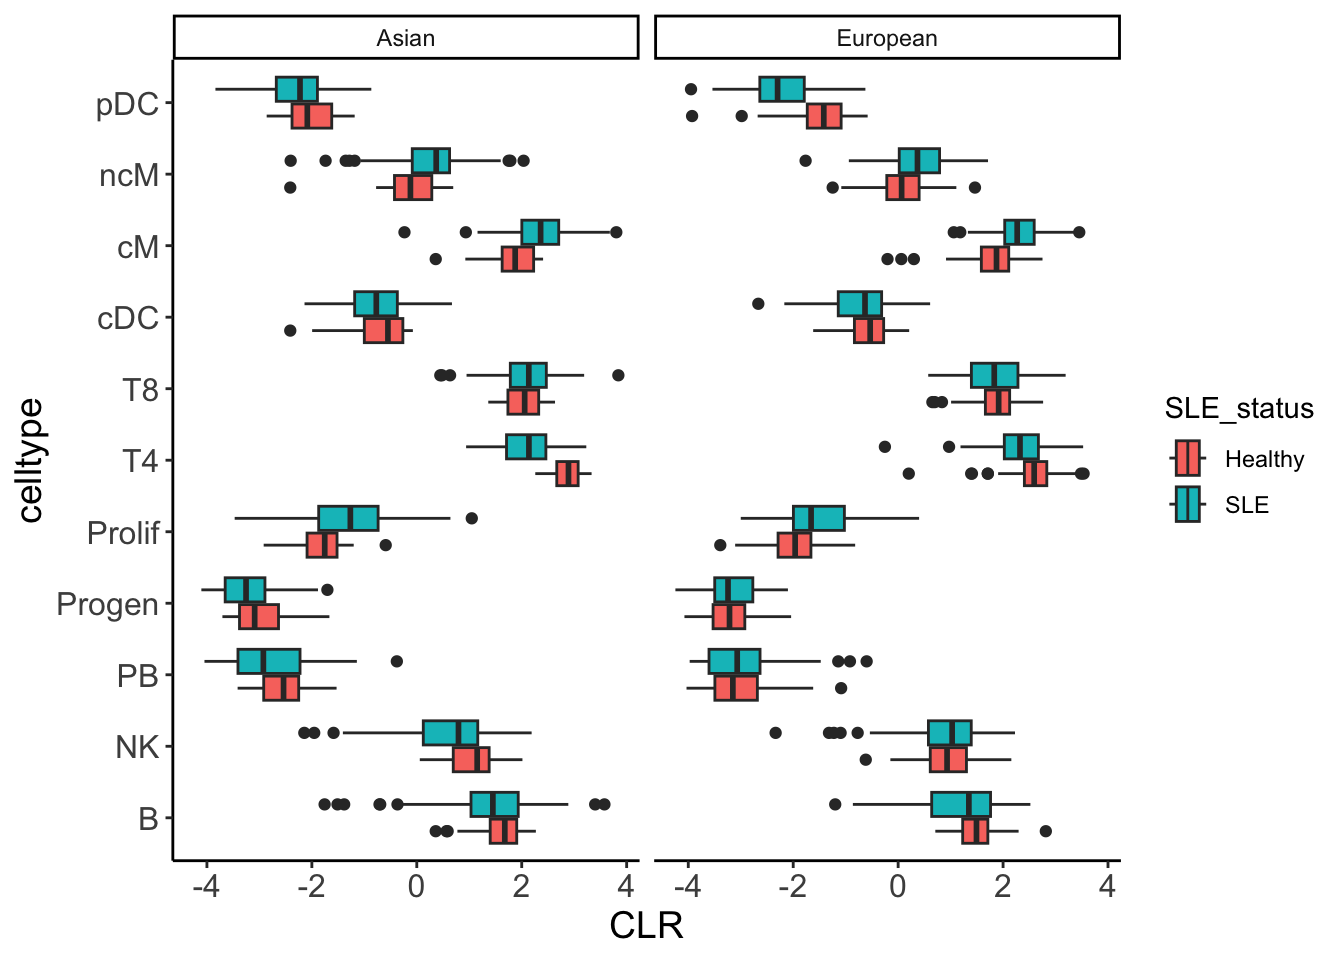 Asian
European
pDC
ncM
cM
cDC
T8
T4
Prolif
Progen
PB
NK
B
celltype
-4 -2 0 2 4
-4 -2 0 2 4
CLR
SLE_status
Healthy
SLE